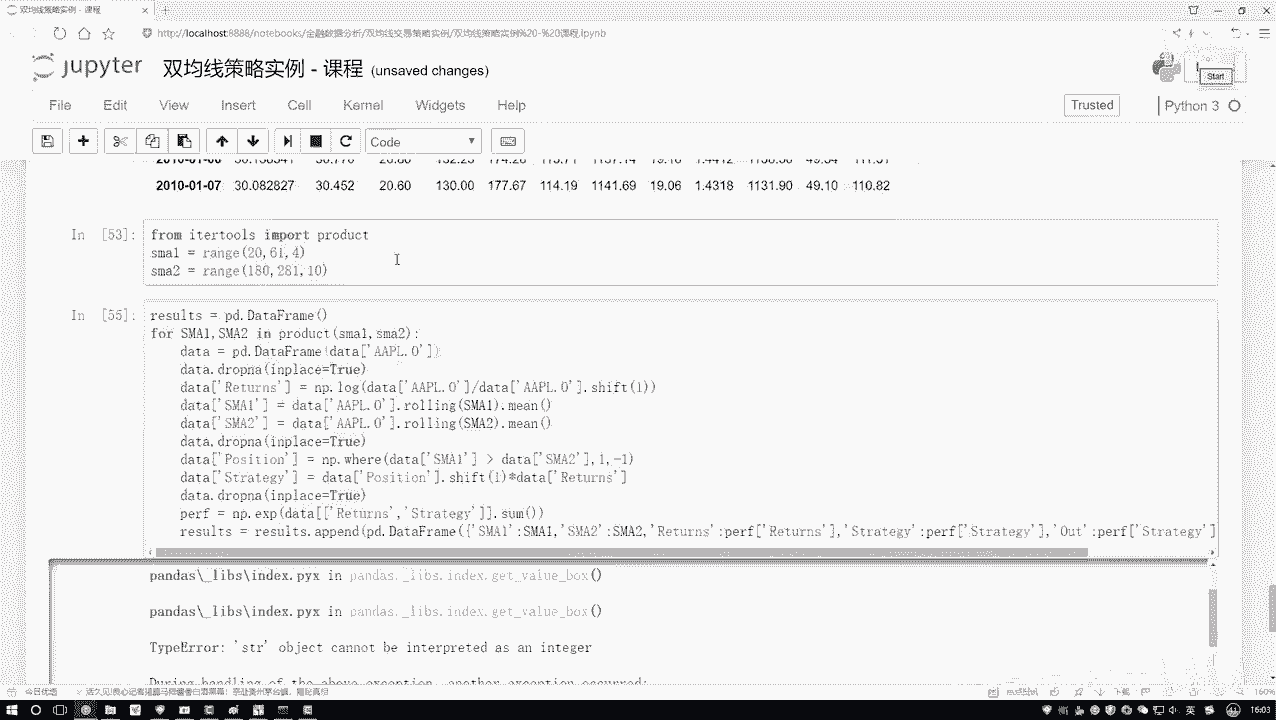 双均线策略实例 - 课程
http://localhost:8888/notebooks/金融数据分析/双均线交易策略实例/双均线策略实例%20-%20课程.ipynb
jupyter 双均线策略实例 - 课程 (unsaved changes)
Start
File Edit View Insert Cell Kernel Widgets Help
Trusted
Python 3
Code
2010-01-07 30.082827 30.452 20.60 130.00 177.67 114.19 1141.69 19.06 1.4318 1131.90 49.10 110.82
In [53]:
from itertools import product
sma1 = range(20,61,4)
sma2 = range(180,281,10)
In [55]:
results = pd.DataFrame()
for SMA1,SMA2 in product(sma1,sma2):
data = pd.DataFrame(data['AAPL.O'])
data.dropna(inplace=True)
data['Returns'] = np.log(data['AAPL.O']/data['AAPL.O'].shift(1))
data['SMA1'] = data['AAPL.O'].rolling(SMA1).mean()
data['SMA2'] = data['AAPL.O'].rolling(SMA2).mean()
data.dropna(inplace=True)
data['Position'] = np.where(data['SMA1'] > data['SMA2'],1,-1)
data['Strategy'] = data['Position'].shift(1)*data['Returns']
data.dropna(inplace=True)
perf = np.exp(data[['Returns','Strategy']].sum())
results = results.append(pd.DataFrame({'SMA1':SMA1,'SMA2':SMA2,'Returns':perf['Returns'],'Strategy':perf['Strategy'],'Out':perf['Strategy']
pandas\_libs\index.pyx in pandas._libs.index.get_value_box()
pandas\_libs\index.pyx in pandas._libs.index.get_value_box()
TypeError: 'str' object cannot be interpreted as an integer
During handling of the above exception, another exception occurred:
今日优选
下载
160%
英
16:03